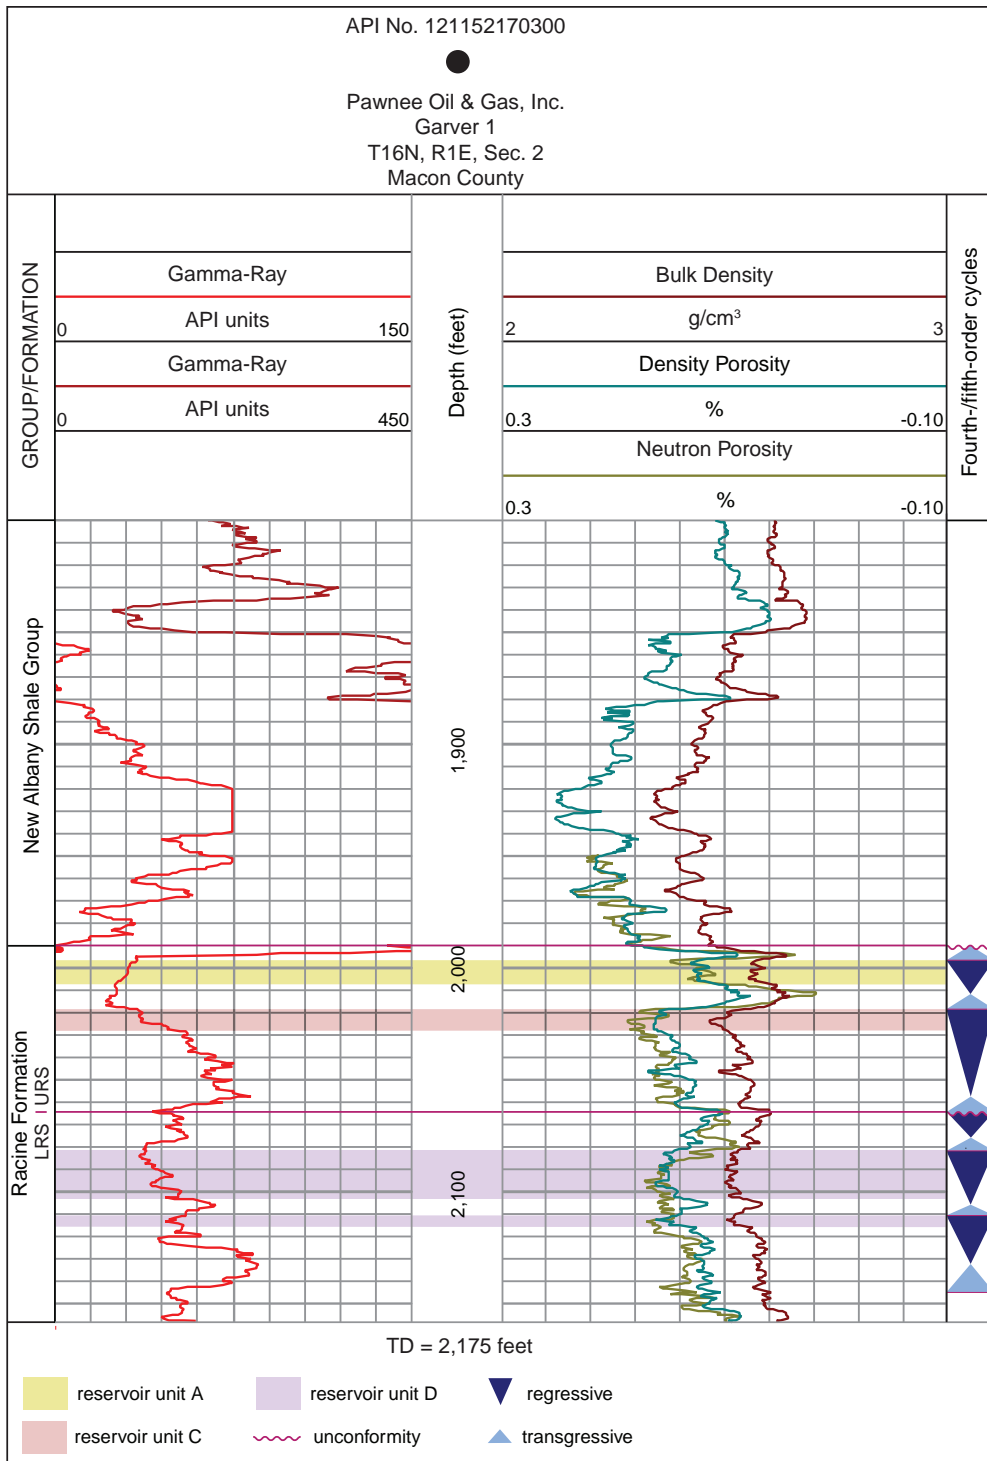 API No. 121152170300
Pawnee Oil & Gas, Inc.
Garver 1
T16N, R1E, Sec. 2
Macon County
GROUP/FORMATION
Gamma-Ray
API units
0 150
Gamma-Ray
API units
0 450
Depth (feet)
Bulk Density
g/cm³
2 3
Density Porosity
%
0.3 -0.10
Neutron Porosity
%
0.3 -0.10
Fourth-/fifth-order cycles
New Albany Shale Group
Racine Formation
LRS URS
1,900
2,000
2,100
TD = 2,175 feet
reservoir unit A
reservoir unit D
regressive
reservoir unit C
unconformity
transgressive